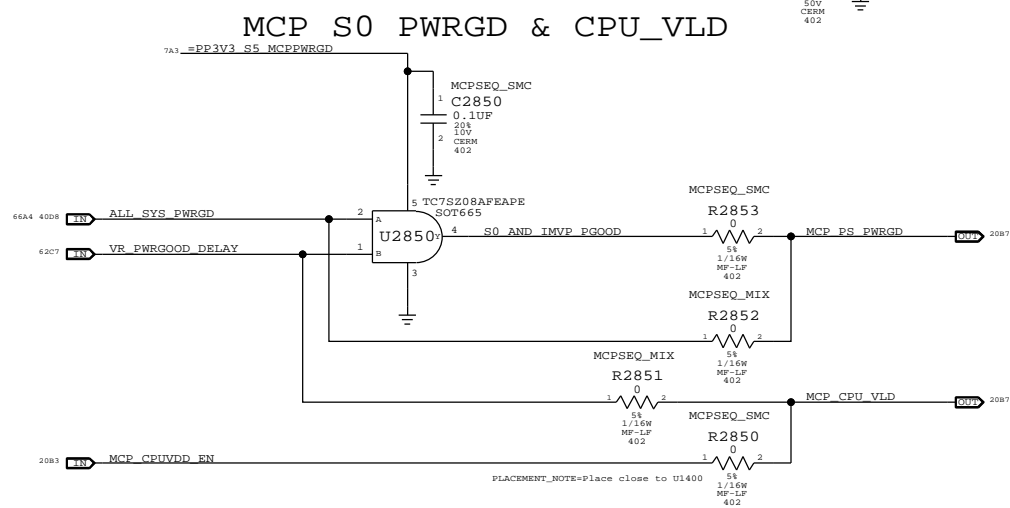 50V
CERM
402
MCP S0 PWRGD & CPU_VLD
7A3 =PP3V3_S5_MCPPWRGD
MCPSEQ_SMC
1 C2850
0.1UF
20%
10V
2 CERM
402
5 TC7SZ08AFEAPE
SOT665
66A4 40D8 IN ALL_SYS_PWRGD 2 A
U2850 Y 4 S0_AND_IMVP_PGOOD
62C7 IN VR_PWRGOOD_DELAY 1 B
3
MCPSEQ_SMC
R2853
1 0 2 MCP_PS_PWRGD OUT 20B7
5%
1/16W
MF-LF
402
MCPSEQ_MIX
R2852
1 0 2
5%
1/16W
MF-LF
402
MCPSEQ_MIX
R2851
1 0 2 MCP_CPU_VLD OUT 20B7
5%
1/16W
MF-LF
402
MCPSEQ_SMC
R2850
20B3 IN MCP_CPUVDD_EN 1 0 2
PLACEMENT_NOTE=Place close to U1400
5%
1/16W
MF-LF
402